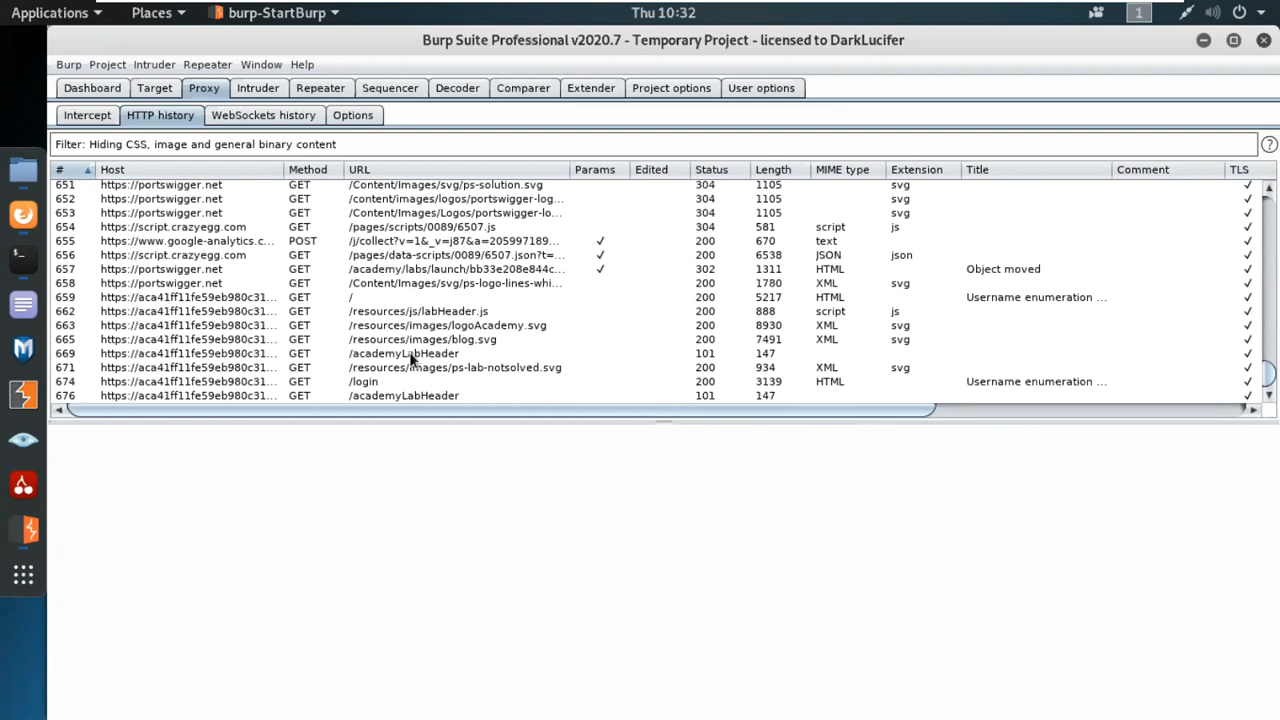 Applications Places burp-StartBurp Thu 10:32 1
Burp Suite Professional v2020.7 - Temporary Project - licensed to DarkLucifer
Burp Project Intruder Repeater Window Help
Dashboard Target Proxy Intruder Repeater Sequencer Decoder Comparer Extender Project options User options
Intercept HTTP history WebSockets history Options
Filter: Hiding CSS, image and general binary content ?
# Host Method URL Params Edited Status Length MIME type Extension Title Comment TLS
651 https://portswigger.net GET /Content/Images/svg/ps-solution.svg 304 1105 svg ✓
652 https://portswigger.net GET /content/images/logos/portswigger-log... 304 1105 svg ✓
653 https://portswigger.net GET /Content/Images/Logos/portswigger-lo... 304 1105 svg ✓
654 https://script.crazyegg.com GET /pages/scripts/0089/6507.js 304 581 script js ✓
655 https://www.google-analytics.c... POST /j/collect?v=1&_v=j87&a=205997189... ✓ 200 670 text ✓
656 https://script.crazyegg.com GET /pages/data-scripts/0089/6507.json?t=... ✓ 200 6538 JSON json ✓
657 https://portswigger.net GET /academy/labs/launch/bb33e208e844c... ✓ 302 1311 HTML Object moved ✓
658 https://portswigger.net GET /Content/Images/svg/ps-logo-lines-whi... 200 1780 XML svg ✓
659 https://aca41ff11fe59eb980c31... GET / 200 5217 HTML Username enumeration ... ✓
662 https://aca41ff11fe59eb980c31... GET /resources/js/labHeader.js 200 888 script js ✓
663 https://aca41ff11fe59eb980c31... GET /resources/images/logoAcademy.svg 200 8930 XML svg ✓
665 https://aca41ff11fe59eb980c31... GET /resources/images/blog.svg 200 7491 XML svg ✓
669 https://aca41ff11fe59eb980c31... GET /academyLabHeader 101 147 ✓
671 https://aca41ff11fe59eb980c31... GET /resources/images/ps-lab-notsolved.svg 200 934 XML svg ✓
674 https://aca41ff11fe59eb980c31... GET /login 200 3139 HTML Username enumeration ... ✓
676 https://aca41ff11fe59eb980c31... GET /academyLabHeader 101 147 ✓